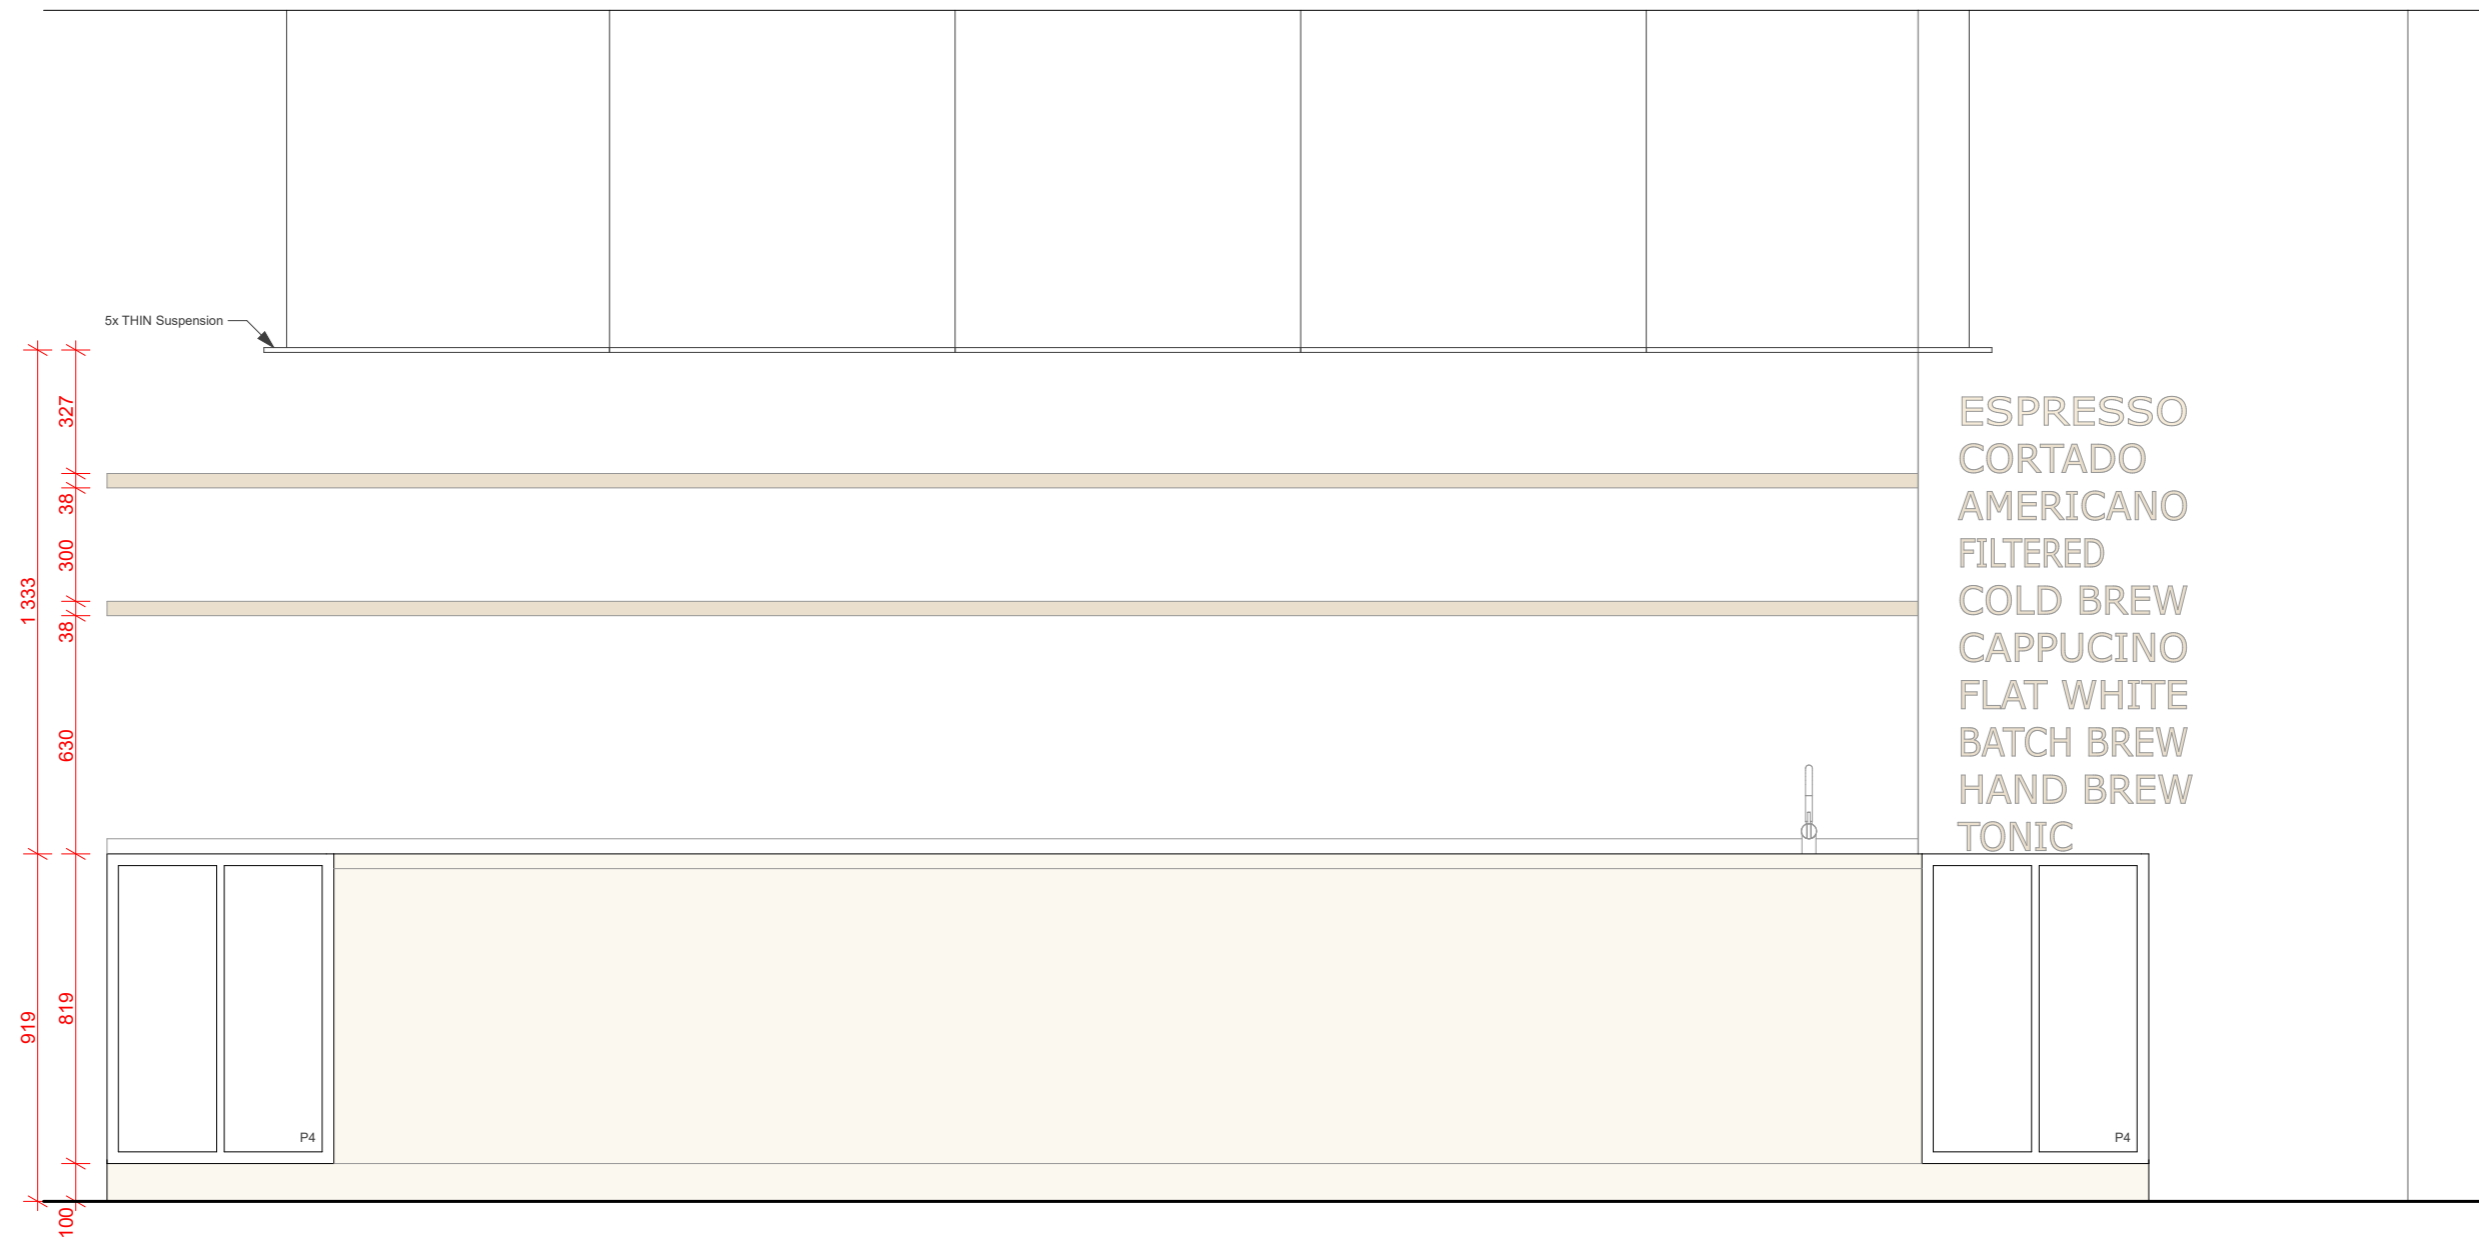 5x THIN Suspension
327
38
300
38
630
1 333
819
919
100
ESPRESSO
CORTADO
AMERICANO
FILTERED
COLD BREW
CAPPUCINO
FLAT WHITE
BATCH BREW
HAND BREW
TONIC
P4
P4